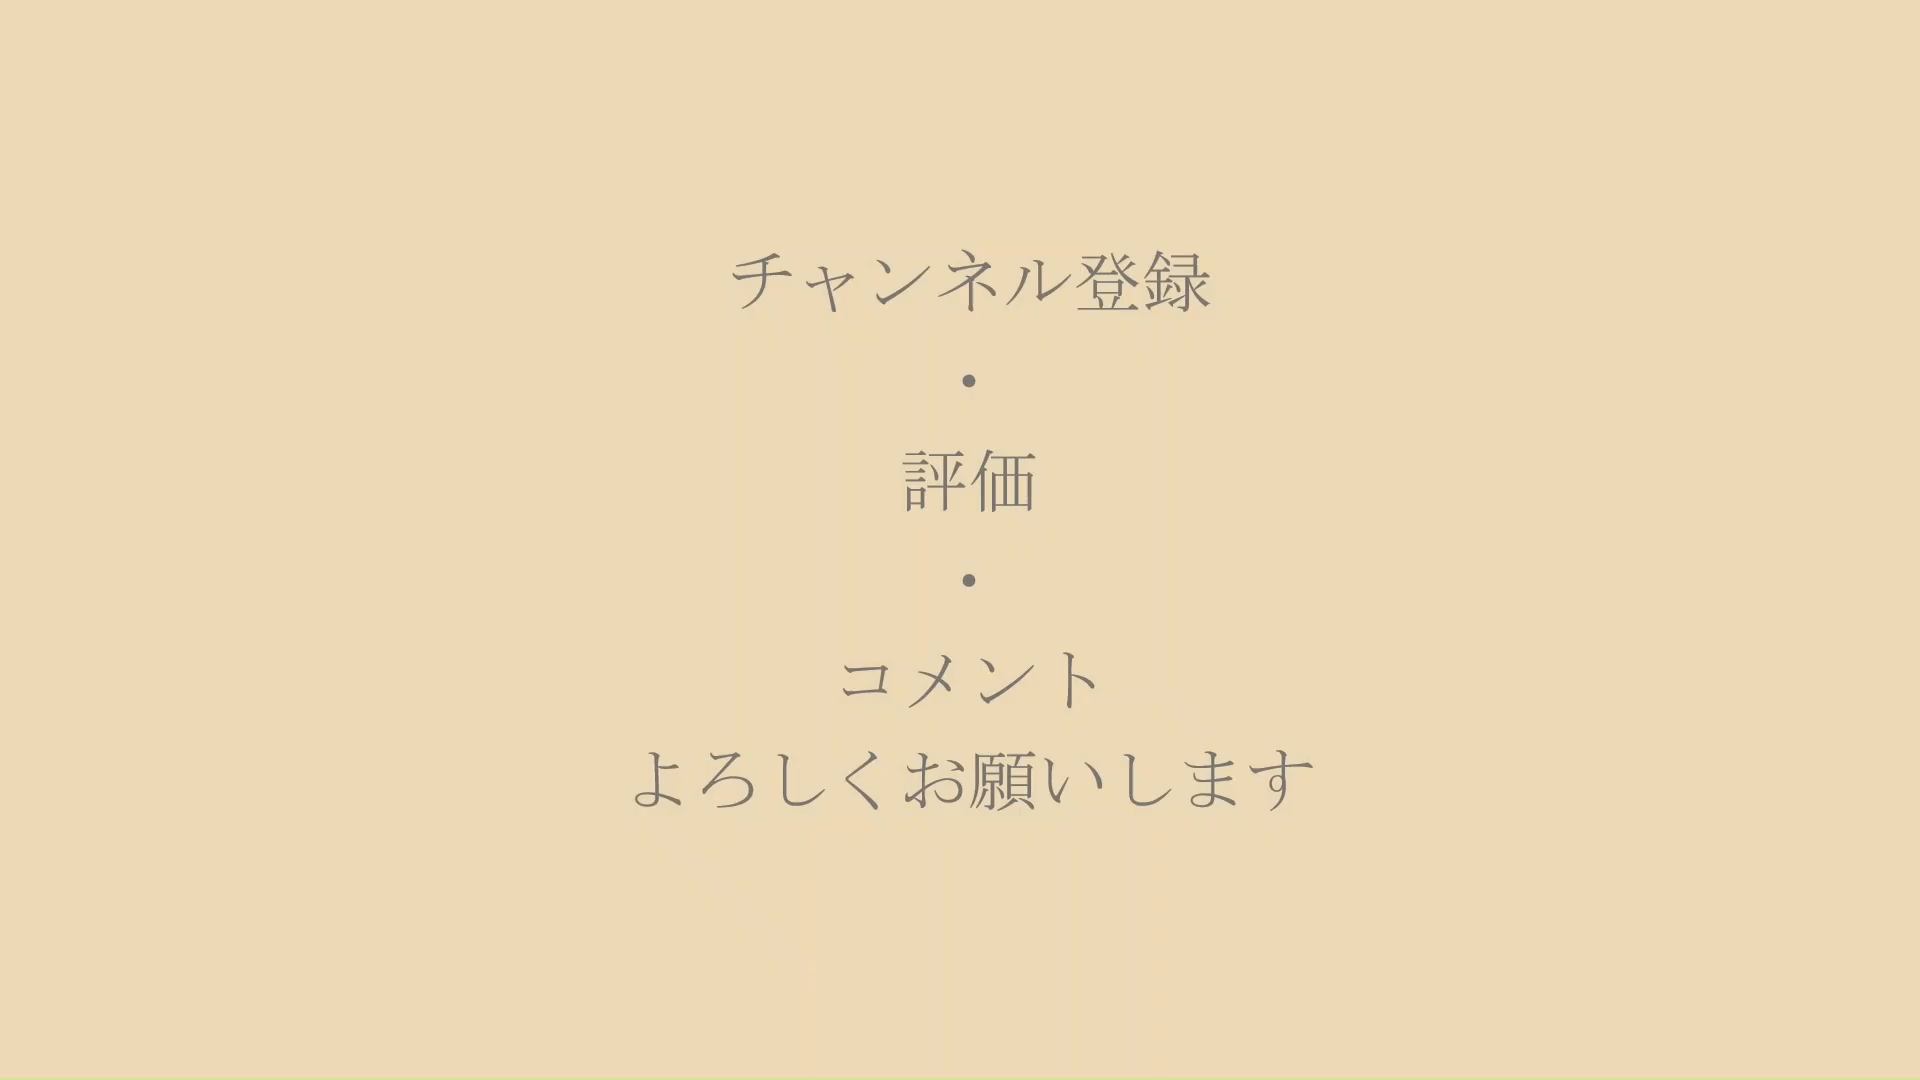 チャンネル登録
・
評価
・
コメント
よろしくお願いします